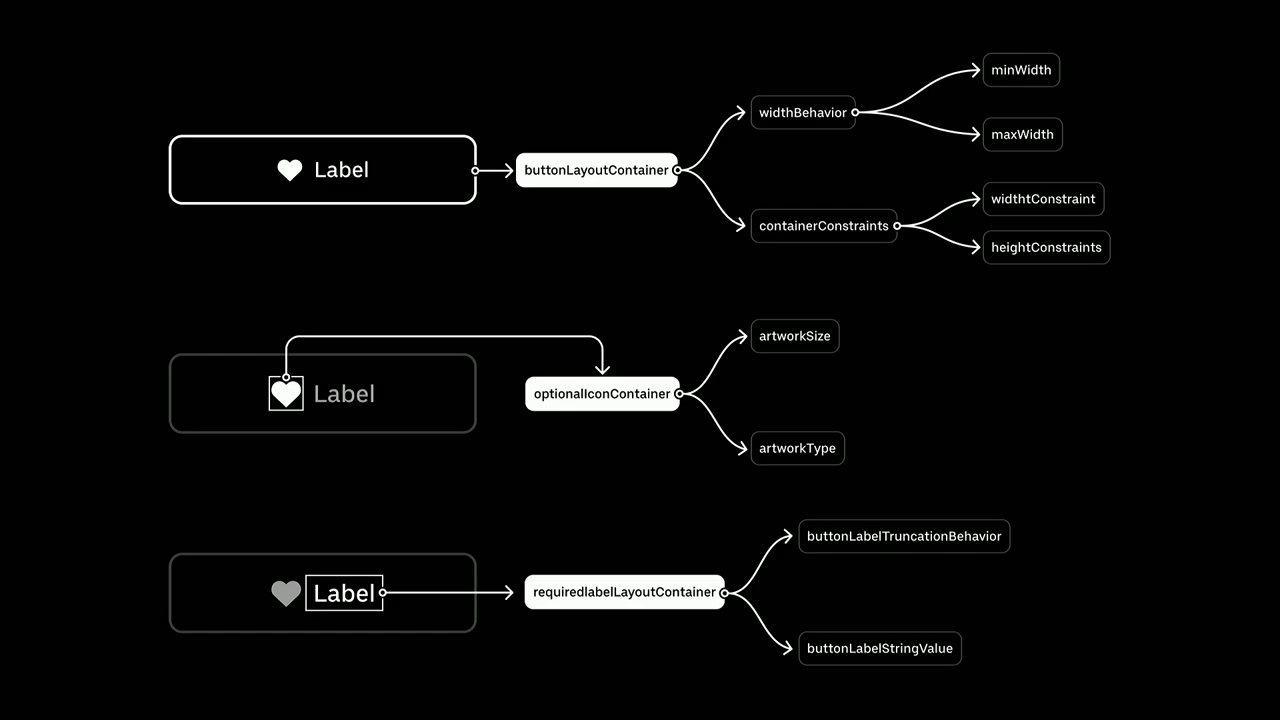 Label
buttonLayoutContainer
widthBehavior
minWidth
maxWidth
containerConstraints
widthtConstraint
heightConstraints
Label
optionalIconContainer
artworkSize
artworkType
Label
requiredlabelLayoutContainer
buttonLabelTruncationBehavior
buttonLabelStringValue